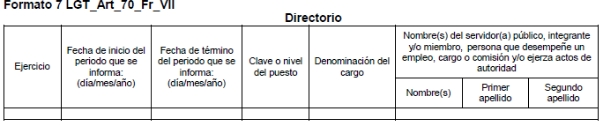 Formato 7 LGT_Art_70_Fr_VII
Directorio
Ejercicio
Fecha de inicio del
periodo que se
informa:
(día/mes/año)
Fecha de término
del periodo que se
informa:
(día/mes/año)
Clave o nivel
del puesto
Denominación del
cargo
Nombre(s) del servidor(a) público, integrante
y/o miembro, persona que desempeñe un
empleo, cargo o comisión y/o ejerza actos de
autoridad
Nombre(s)
Primer
apellido
Segundo
apellido